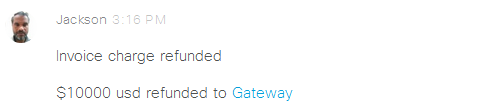 Jackson 3:16 PM
Invoice charge refunded
$10000 usd refunded to Gateway